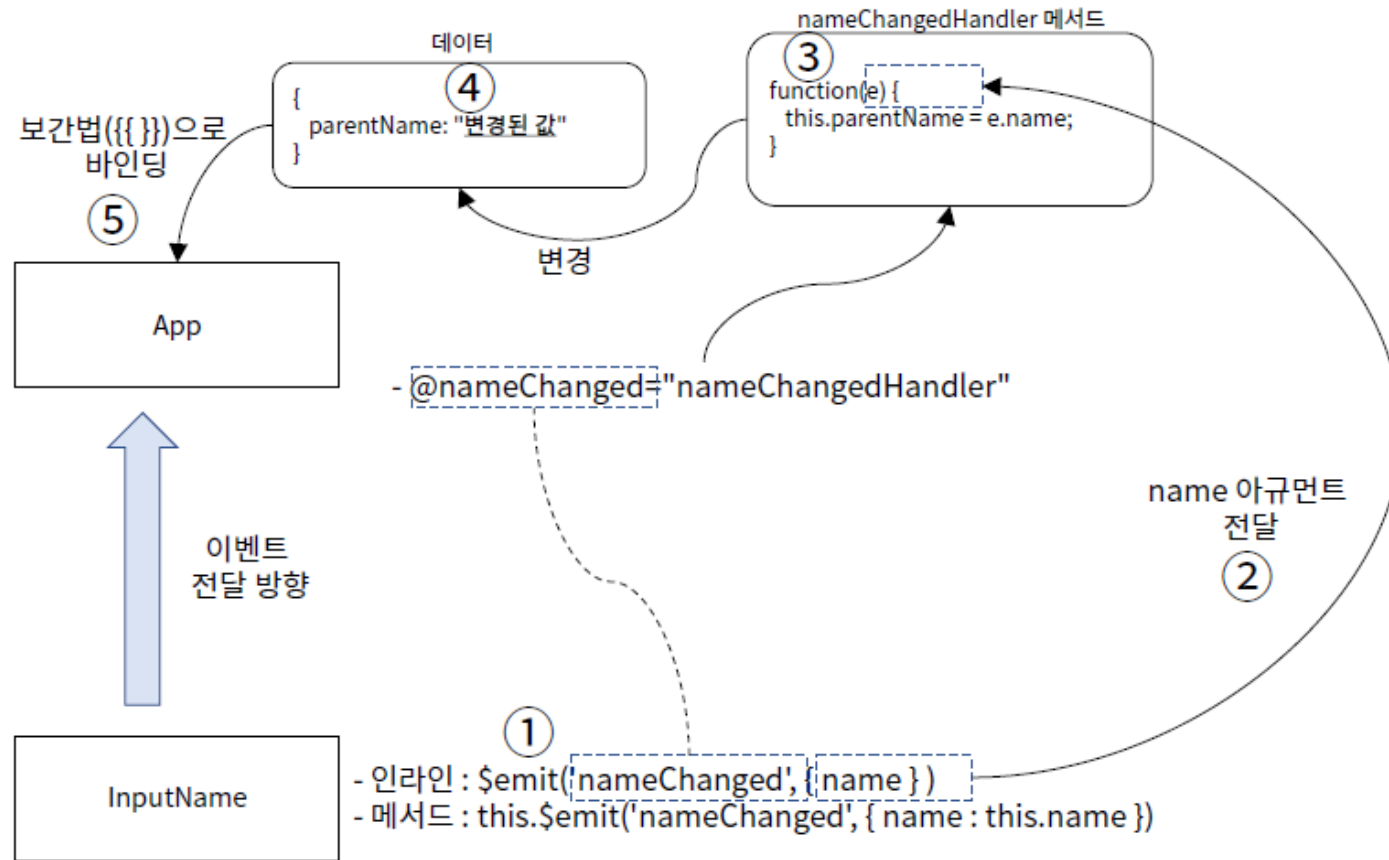 nameChangedHandler 메서드
데이터
③
④
{
parentName: "변경된 값"
}
function(e) {
this.parentName = e.name;
}
보간법({{ }})으로
바인딩
⑤
변경
App
- @nameChanged="nameChangedHandler"
name 아규먼트
전달
②
이벤트
전달 방향
①
InputName
- 인라인 : $emit('nameChanged', { name } )
- 메서드 : this.$emit('nameChanged', { name : this.name })